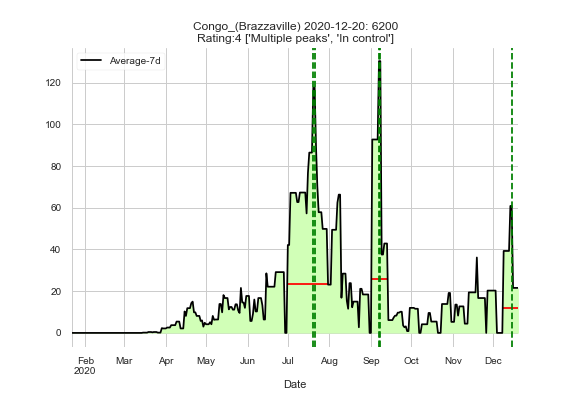 Congo_(Brazzaville) 2020-12-20: 6200
Rating:4 ['Multiple peaks', 'In control']
Average-7d
120
100
80
60
40
20
0
Feb Mar Apr May Jun Jul Aug Sep Oct Nov Dec
2020
Date